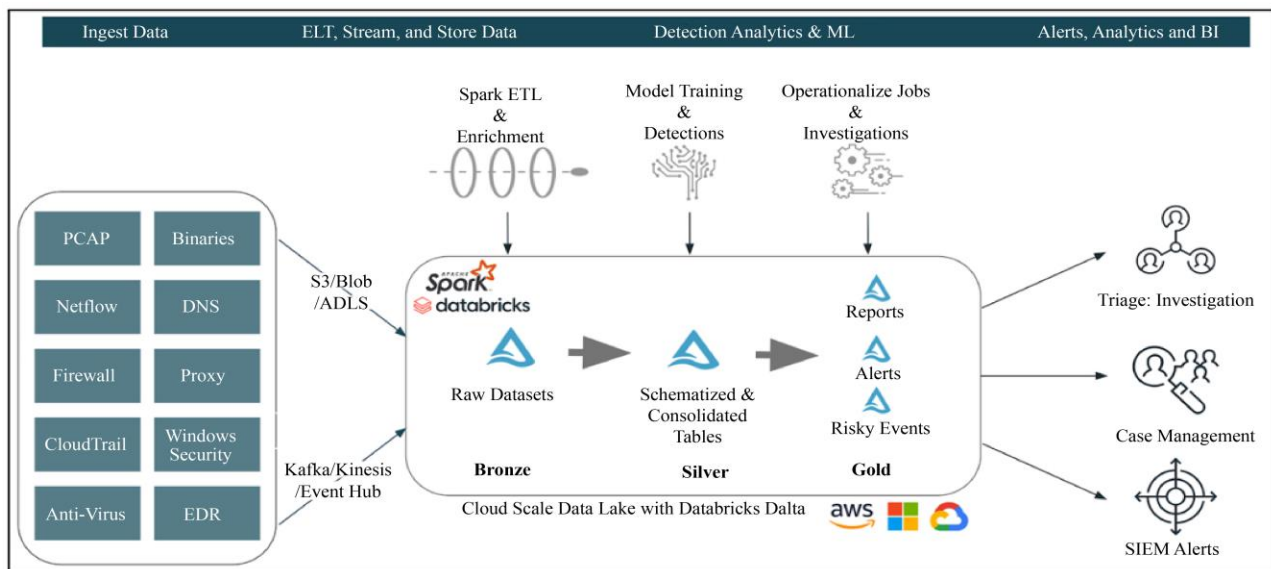 Ingest Data
ELT, Stream, and Store Data
Detection Analytics & ML
Alerts, Analytics and BI
Spark ETL
&
Enrichment
Model Training
&
Detections
Operationalize Jobs
&
Investigations
PCAP
Binaries
Netflow
DNS
Firewall
Proxy
CloudTrail
Windows
Security
Anti-Virus
EDR
S3/Blob
/ADLS
Kafka/Kinesis
/Event Hub
APACHE
Spark
databricks
Raw Datasets
Bronze
Schematized &
Consolidated
Tables
Silver
Reports
Alerts
Risky Events
Gold
Cloud Scale Data Lake with Databricks Dalta
aws
Triage: Investigation
Case Management
SIEM Alerts